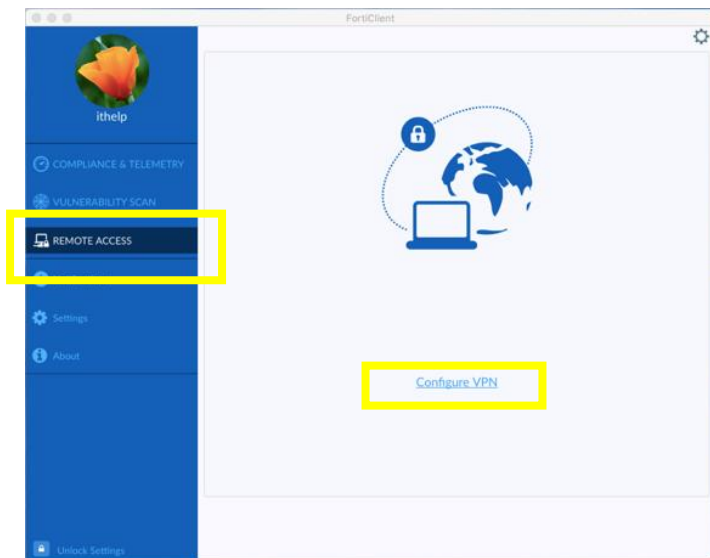 FortiClient
ithelp
COMPLIANCE & TELEMETRY
VULNERABILITY SCAN
REMOTE ACCESS
Settings
About
Configure VPN
Unlock Settings